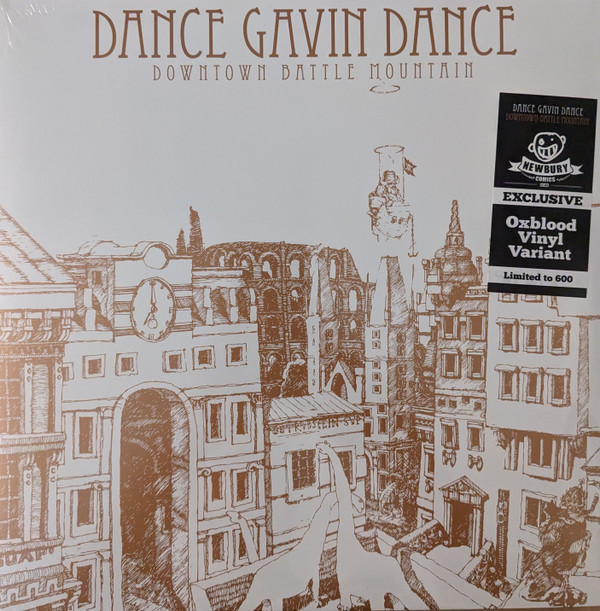 DANCE GAVIN DANCE
DOWNTOWN BATTLE MOUNTAIN
DANCE GAVIN DANCE
DOWNTOWN BATTLE MOUNTAIN
NEWBURY
COMICS
EXCLUSIVE
Oxblood
Vinyl
Variant
Limited to 600